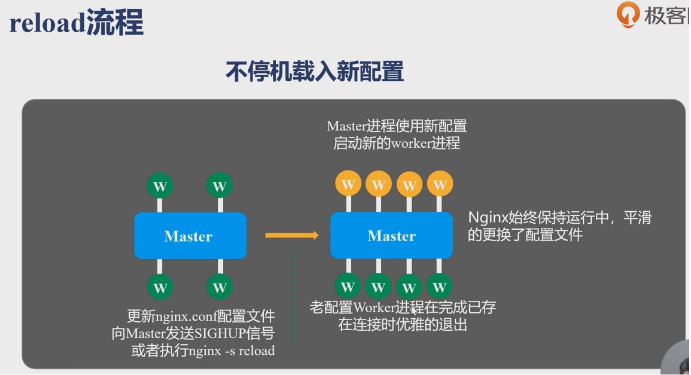 reload流程
极客
不停机载入新配置
Master进程使用新配置
启动新的worker进程
W W W W W W
Master Master
Nginx始终保持运行中，平滑
的更换了配置文件
W W W W W W
更新nginx.conf配置文件
向Master发送SIGHUP信号
或者执行nginx -s reload
老配置Worker进程在完成已存
在连接时优雅的退出